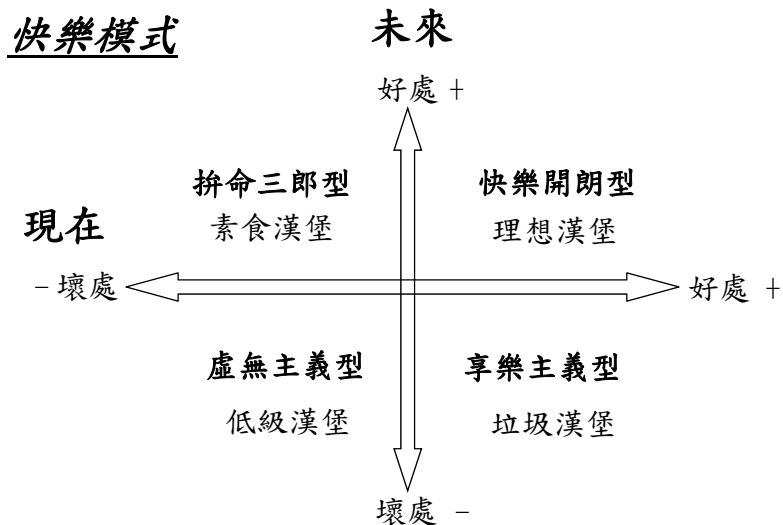 快樂模式
未來
好處 +
拚命三郎型
快樂開朗型
現在
素食漢堡
理想漢堡
- 壞處
好處 +
虛無主義型
享樂主義型
低級漢堡
垃圾漢堡
壞處 -